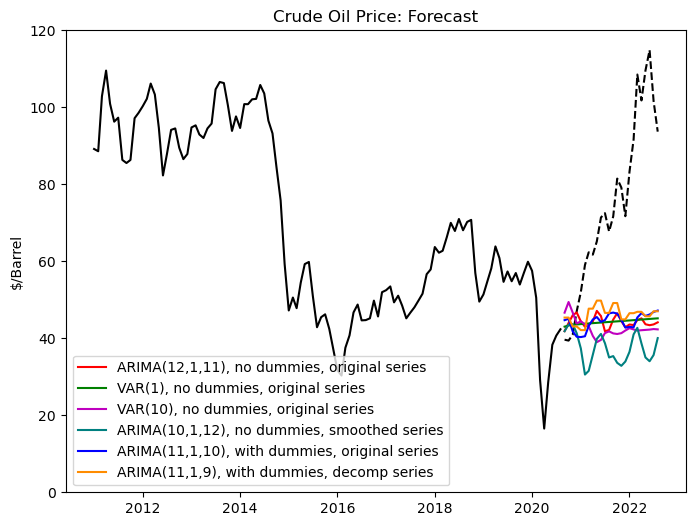 Crude Oil Price: Forecast
120
100
80
60
40
20
0
$/Barrel
ARIMA(12,1,11), no dummies, original series
VAR(1), no dummies, original series
VAR(10), no dummies, original series
ARIMA(10,1,12), no dummies, smoothed series
ARIMA(11,1,10), with dummies, original series
ARIMA(11,1,9), with dummies, decomp series
2012 2014 2016 2018 2020 2022